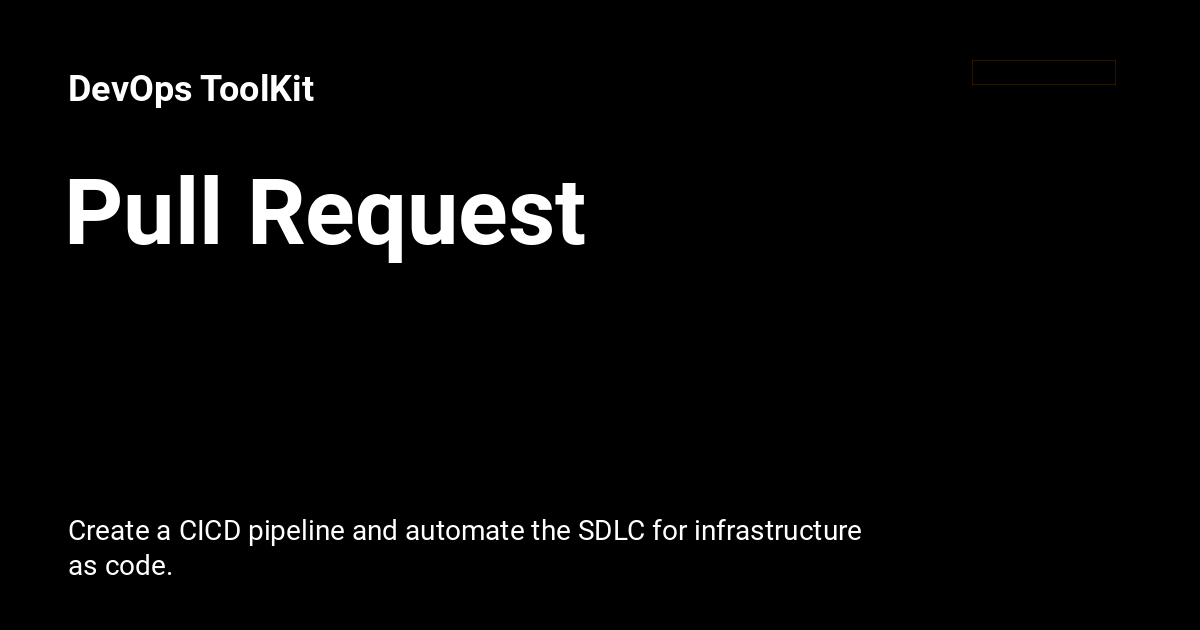 DevOps ToolKit
Pull Request
Create a CICD pipeline and automate the SDLC for infrastructure
as code.